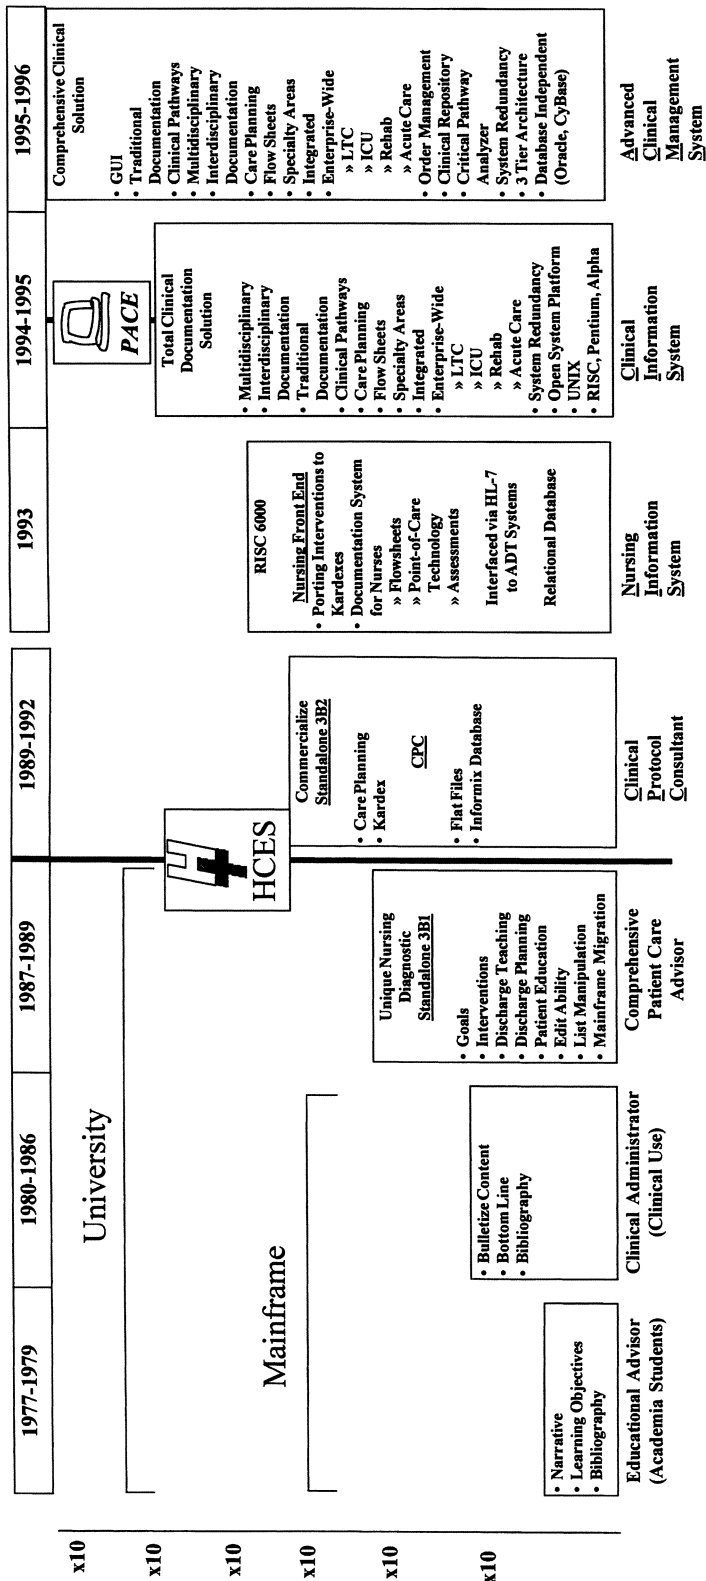 1977-1979
1980-1986
1987-1989
1989-1992
1993
1994-1995
1995-1996
x10
x10
x10
x10
x10
x10
University
Mainframe
• Narrative
• Learning Objectives
• Bibliography
Educational Advisor
(Academia Students)
• Bulletize Content
• Bottom Line
• Bibliography
Clinical Administrator
(Clinical Use)
Unique Nursing
Diagnostic
Standalone 3B1
• Goals
• Interventions
• Discharge Teaching
• Discharge Planning
• Patient Education
• Edit Ability
• List Manipulation
• Mainframe Migration
Comprehensive
Patient Care
Advisor
H
HCES
Commercialize
Standalone 3B2
• Care Planning
• Kardex
CPC
• Flat Files
• Informix Database
Clinical
Protocol
Consultant
RISC 6000
Nursing Front End
• Porting Interventions to
Kardexes
• Documentation System
for Nurses
» Flowsheets
» Point-of-Care
Technology
» Assessments
Interfaced via HL-7
to ADT Systems
Relational Database
Nursing
Information
System
PACE
Total Clinical
Documentation
Solution
• Multidisciplinary
• Interdisciplinary
Documentation
• Traditional
Documentation
• Clinical Pathways
• Care Planning
• Flow Sheets
• Specialty Areas
• Integrated
• Enterprise-Wide
» LTC
» ICU
» Rehab
» Acute Care
• System Redundancy
• Open System Platform
• UNIX
• RISC, Pentium, Alpha
Clinical
Information
System
Comprehensive Clinical
Solution
• GUI
• Traditional
Documentation
• Clinical Pathways
• Multidisciplinary
• Interdisciplinary
Documentation
• Care Planning
• Flow Sheets
• Specialty Areas
• Integrated
• Enterprise-Wide
» LTC
» ICU
» Rehab
» Acute Care
• Order Management
• Clinical Repository
• Critical Pathway
Analyzer
• System Redundancy
• 3 Tier Architecture
• Database Independent
(Oracle, CyBase)
Advanced
Clinical
Management
System